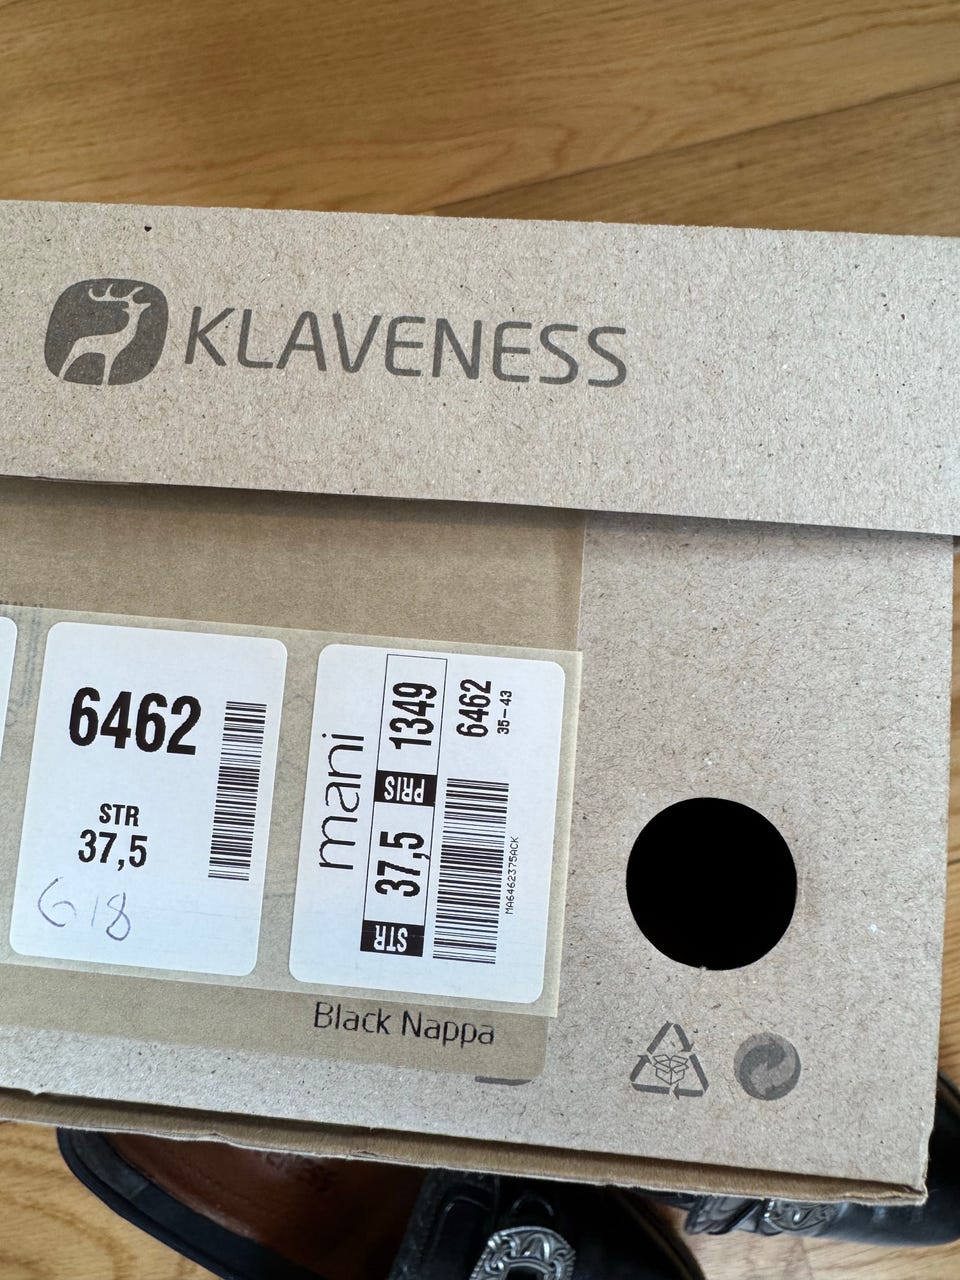 KLAVENESS
6462
STR
37,5
618
mani
STR 37,5 PRIS 1349
6462
35-43
MA6462375ACK
Black Nappa